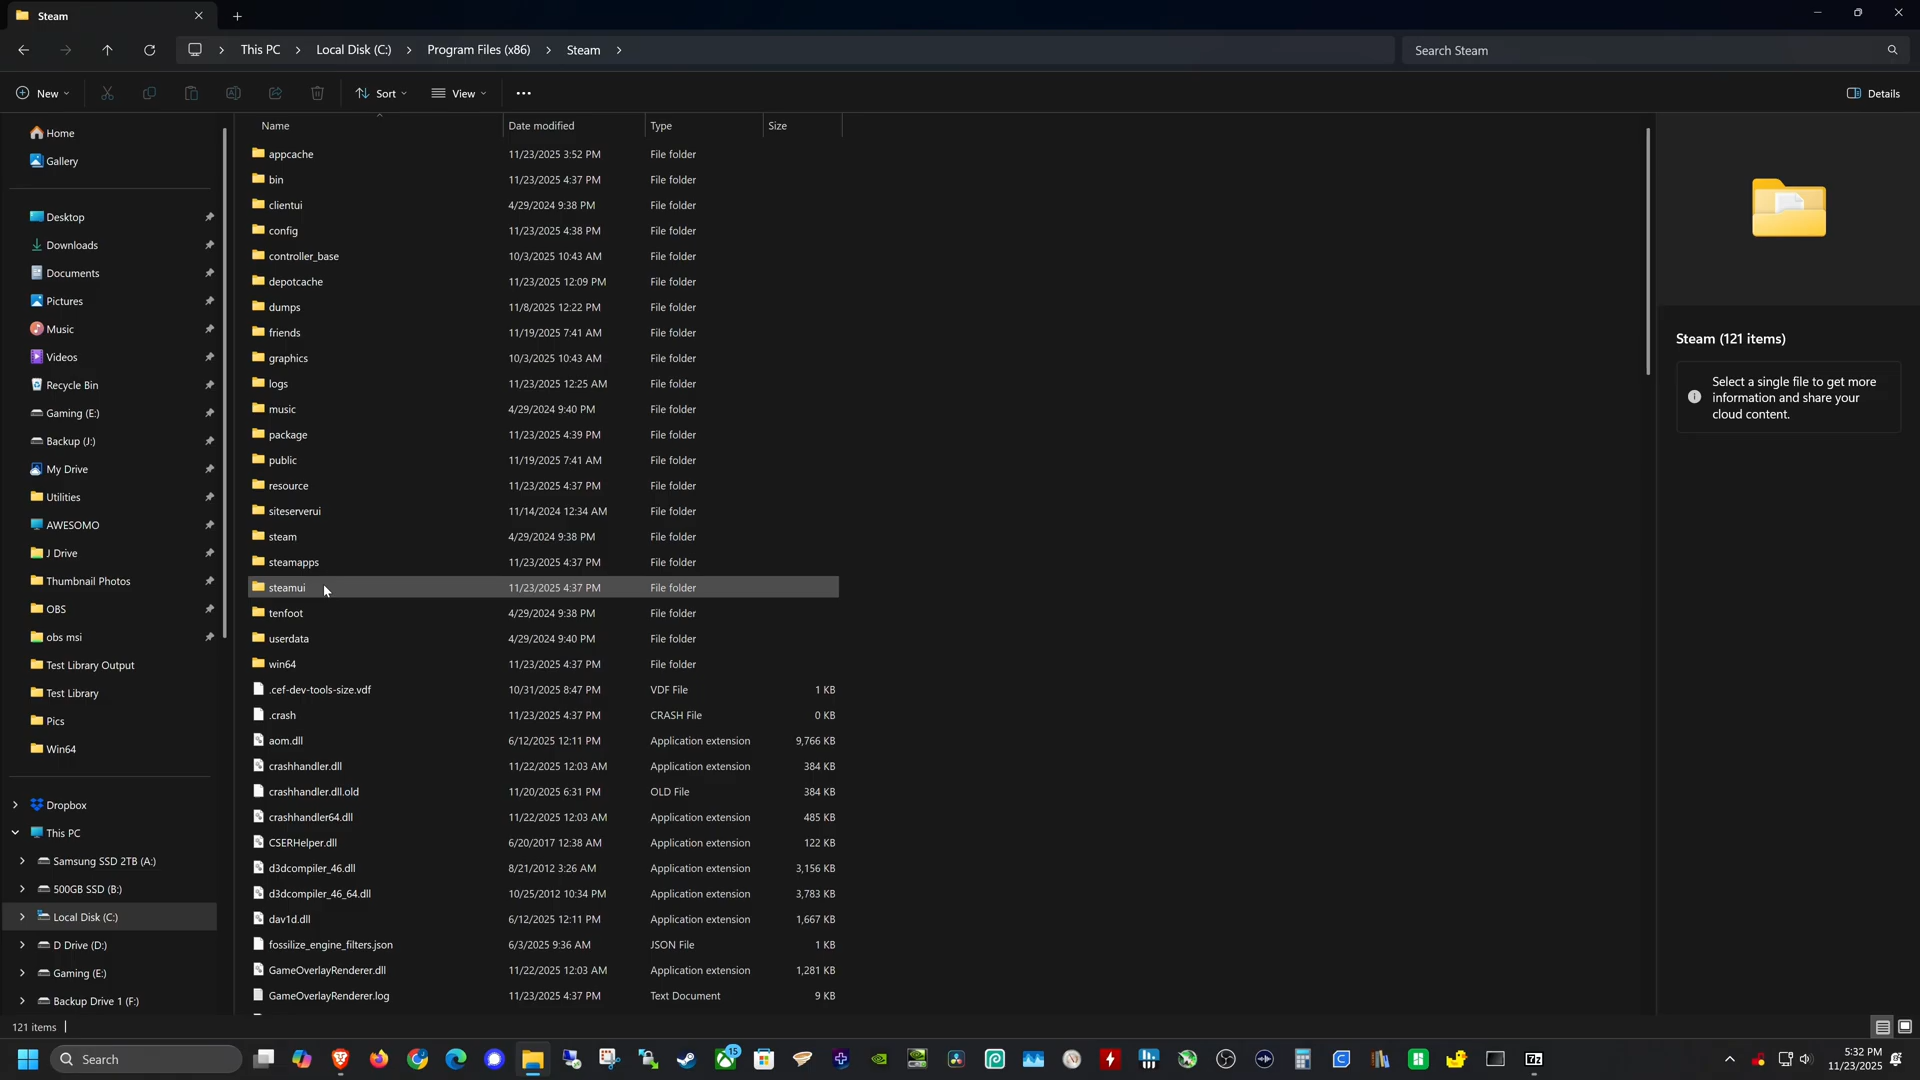 Steam
This PC
Local Disk (C:)
Program Files (x86)
Steam
Search Steam
New
Sort
View
Details
Home
Gallery
Desktop
Downloads
Documents
Pictures
Music
Videos
Recycle Bin
Gaming (E:)
Backup (J:)
My Drive
Utilities
AWESOMO
J Drive
Thumbnail Photos
OBS
obs msi
Test Library Output
Test Library
Pics
Win64
Dropbox
This PC
Samsung SSD 2TB (A:)
500GB SSD (B:)
Local Disk (C:)
D Drive (D:)
Gaming (E:)
Backup Drive 1 (F:)
Name Date modified Type Size
appcache 11/23/2025 3:52 PM File folder
bin 11/23/2025 4:37 PM File folder
clientui 4/29/2024 9:38 PM File folder
config 11/23/2025 4:38 PM File folder
controller_base 10/3/2025 10:43 AM File folder
depotcache 11/23/2025 12:09 PM File folder
dumps 11/8/2025 12:22 PM File folder
friends 11/19/2025 7:41 AM File folder
graphics 10/3/2025 10:43 AM File folder
logs 11/23/2025 12:25 AM File folder
music 4/29/2024 9:40 PM File folder
package 11/23/2025 4:39 PM File folder
public 11/19/2025 7:41 AM File folder
resource 11/23/2025 4:37 PM File folder
siteserverui 11/14/2024 12:34 AM File folder
steam 4/29/2024 9:38 PM File folder
steamapps 11/23/2025 4:37 PM File folder
steamui 11/23/2025 4:37 PM File folder
tenfoot 4/29/2024 9:38 PM File folder
userdata 4/29/2024 9:40 PM File folder
win64 11/23/2025 4:37 PM File folder
.cef-dev-tools-size.vdf 10/31/2025 8:47 PM VDF File 1 KB
.crash 11/23/2025 4:37 PM CRASH File 0 KB
aom.dll 6/12/2025 12:11 PM Application extension 9,766 KB
crashhandler.dll 11/22/2025 12:03 AM Application extension 384 KB
crashhandler.dll.old 11/20/2025 6:31 PM OLD File 384 KB
crashhandler64.dll 11/22/2025 12:03 AM Application extension 485 KB
CSERHelper.dll 6/20/2017 12:38 AM Application extension 122 KB
d3dcompiler_46.dll 8/21/2012 3:26 AM Application extension 3,156 KB
d3dcompiler_46_64.dll 10/25/2012 10:34 PM Application extension 3,783 KB
dav1d.dll 6/12/2025 12:11 PM Application extension 1,667 KB
fossilize_engine_filters.json 6/3/2025 9:36 AM JSON File 1 KB
GameOverlayRenderer.dll 11/22/2025 12:03 AM Application extension 1,281 KB
GameOverlayRenderer.log 11/23/2025 4:37 PM Text Document 9 KB
Steam (121 items)
Select a single file to get more
information and share your
cloud content.
121 items
Search
15
7z
5:32 PM
11/23/2025